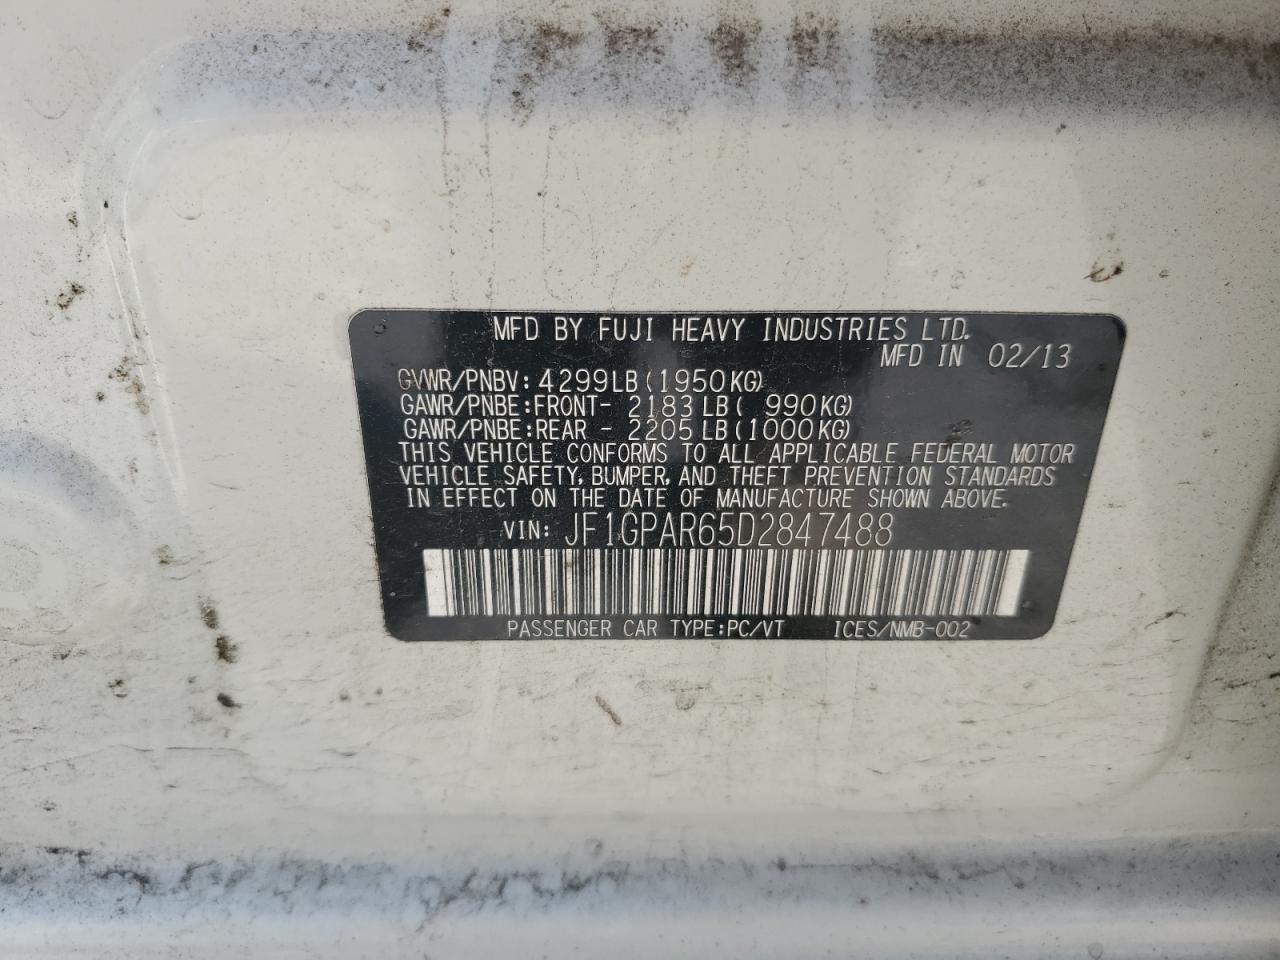 MFD BY FUJI HEAVY INDUSTRIES LTD.
MFD IN 02/13
GVWR/PNBV: 4299LB(1950KG)
GAWR/PNBE:FRONT- 2183 LB( 990KG)
GAWR/PNBE:REAR - 2205 LB(1000KG)
THIS VEHICLE CONFORMS TO ALL APPLICABLE FEDERAL MOTOR
VEHICLE SAFETY, BUMPER, AND THEFT PREVENTION STANDARDS
IN EFFECT ON THE DATE OF MANUFACTURE SHOWN ABOVE.
VIN: JF1GPAR65D2847488
PASSENGER CAR TYPE:PC/VT ICES/NMB-002